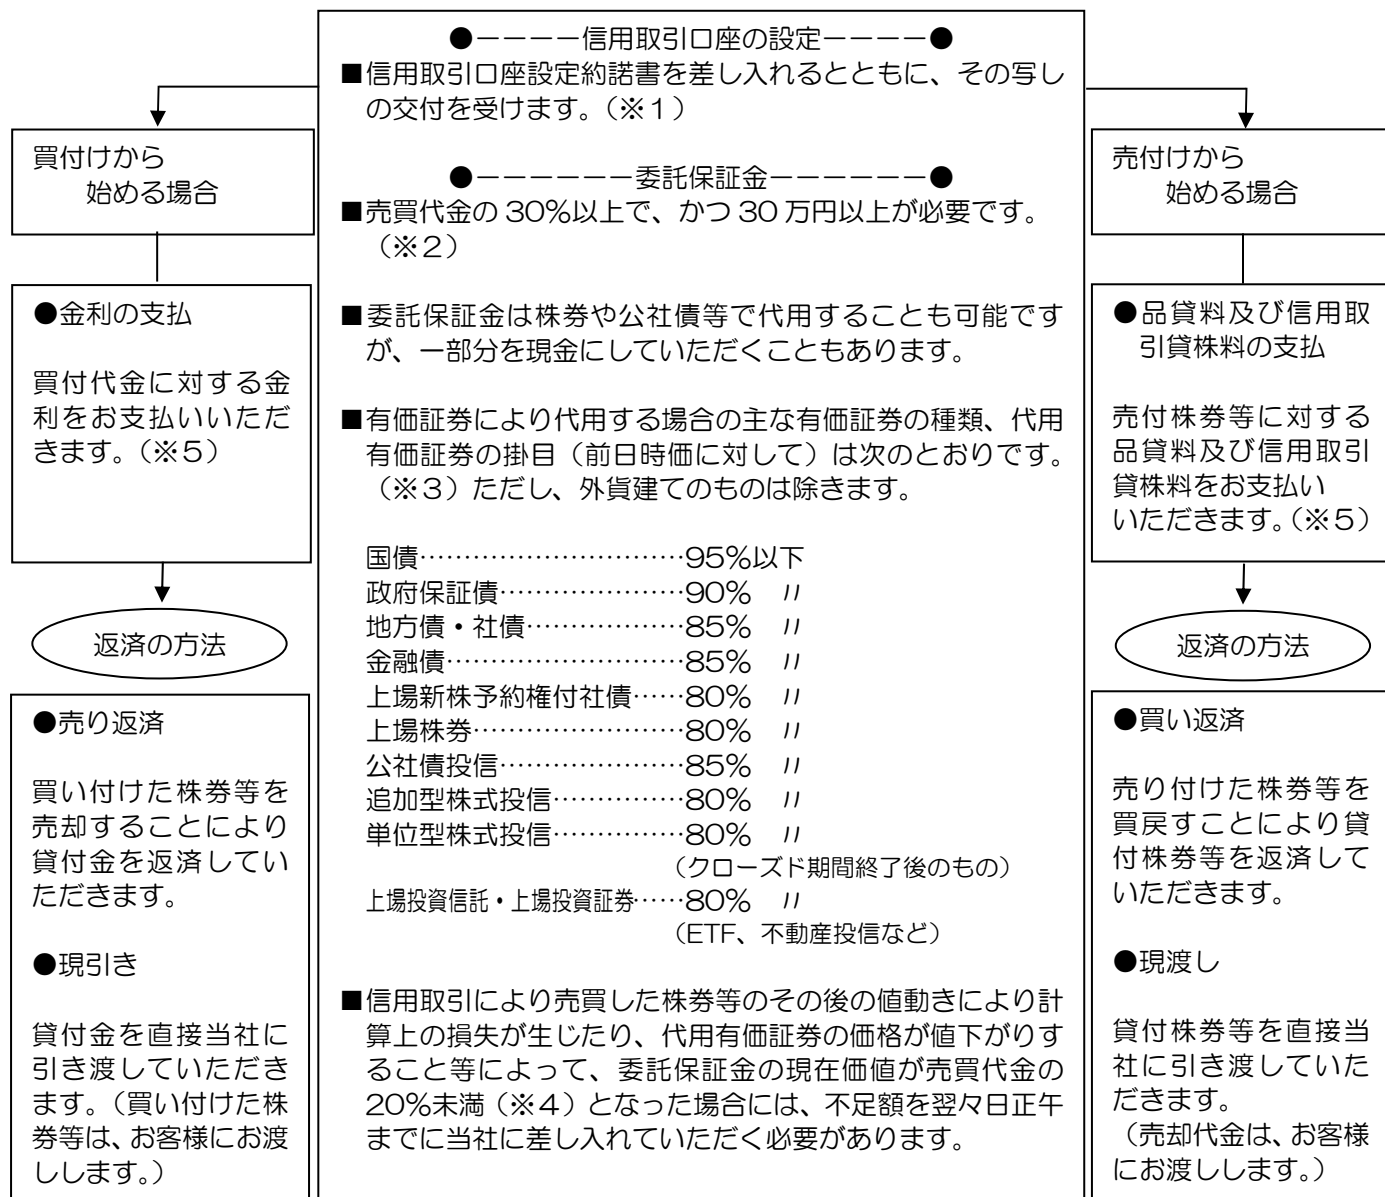 ●ーーーー信用取引口座の設定ーーーー●
■信用取引口座設定約諾書を差し入れるとともに、その写し
の交付を受けます。（※１）
●ーーーーーー委託保証金ーーーーーー●
■売買代金の 30％以上で、かつ 30 万円以上が必要です。
（※２）
■委託保証金は株券や公社債等で代用することも可能です
が、一部分を現金にしていただくこともあります。
■有価証券により代用する場合の主な有価証券の種類、代用
有価証券の掛目（前日時価に対して）は次のとおりです。
（※３）ただし、外貨建てのものは除きます。
国債…………………………95％以下
政府保証債…………………90％　〃
地方債・社債………………85％　〃
金融債………………………85％　〃
上場新株予約権付社債……80％　〃
上場株券……………………80％　〃
公社債投信…………………85％　〃
追加型株式投信……………80％　〃
単位型株式投信……………80％　〃
（クローズド期間終了後のもの）
上場投資信託・上場投資証券……80％　〃
（ETF、不動産投信など）
■信用取引により売買した株券等のその後の値動きにより計
算上の損失が生じたり、代用有価証券の価格が値下がりす
ること等によって、委託保証金の現在価値が売買代金の
20％未満（※４）となった場合には、不足額を翌々日正午
までに当社に差し入れていただく必要があります。
買付けから
始める場合
●金利の支払
買付代金に対する金
利をお支払いいただ
きます。（※５）
返済の方法
●売り返済
買い付けた株券等を
売却することにより
貸付金を返済してい
ただきます。
●現引き
貸付金を直接当社に
引き渡していただき
ます。（買い付けた株
券等は、お客様にお渡
しします。）
売付けから
始める場合
●品貸料及び信用取
引貸株料の支払
売付株券等に対する
品貸料及び信用取引
貸株料をお支払い
いただきます。（※５）
返済の方法
●買い返済
売り付けた株券等を
買戻すことにより貸
付株券等を返済して
いただきます。
●現渡し
貸付株券等を直接当
社に引き渡していた
だきます。
（売却代金は、お客様
にお渡しします。）